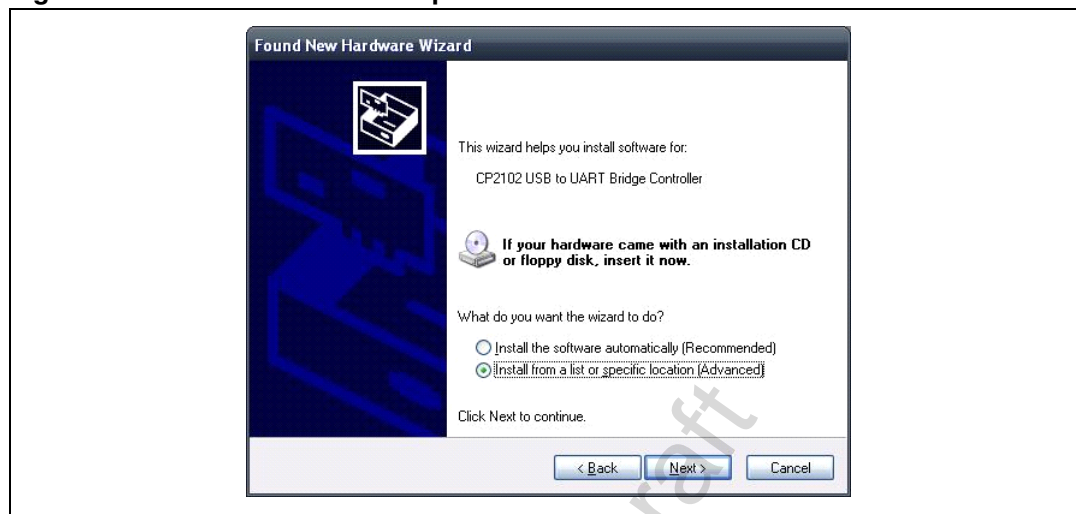 Found New Hardware Wizard
This wizard helps you install software for:
CP2102 USB to UART Bridge Controller
If your hardware came with an installation CD
or floppy disk, insert it now.
What do you want the wizard to do?
Install the software automatically (Recommended)
Install from a list or specific location (Advanced)
Click Next to continue.
< Back Next > Cancel